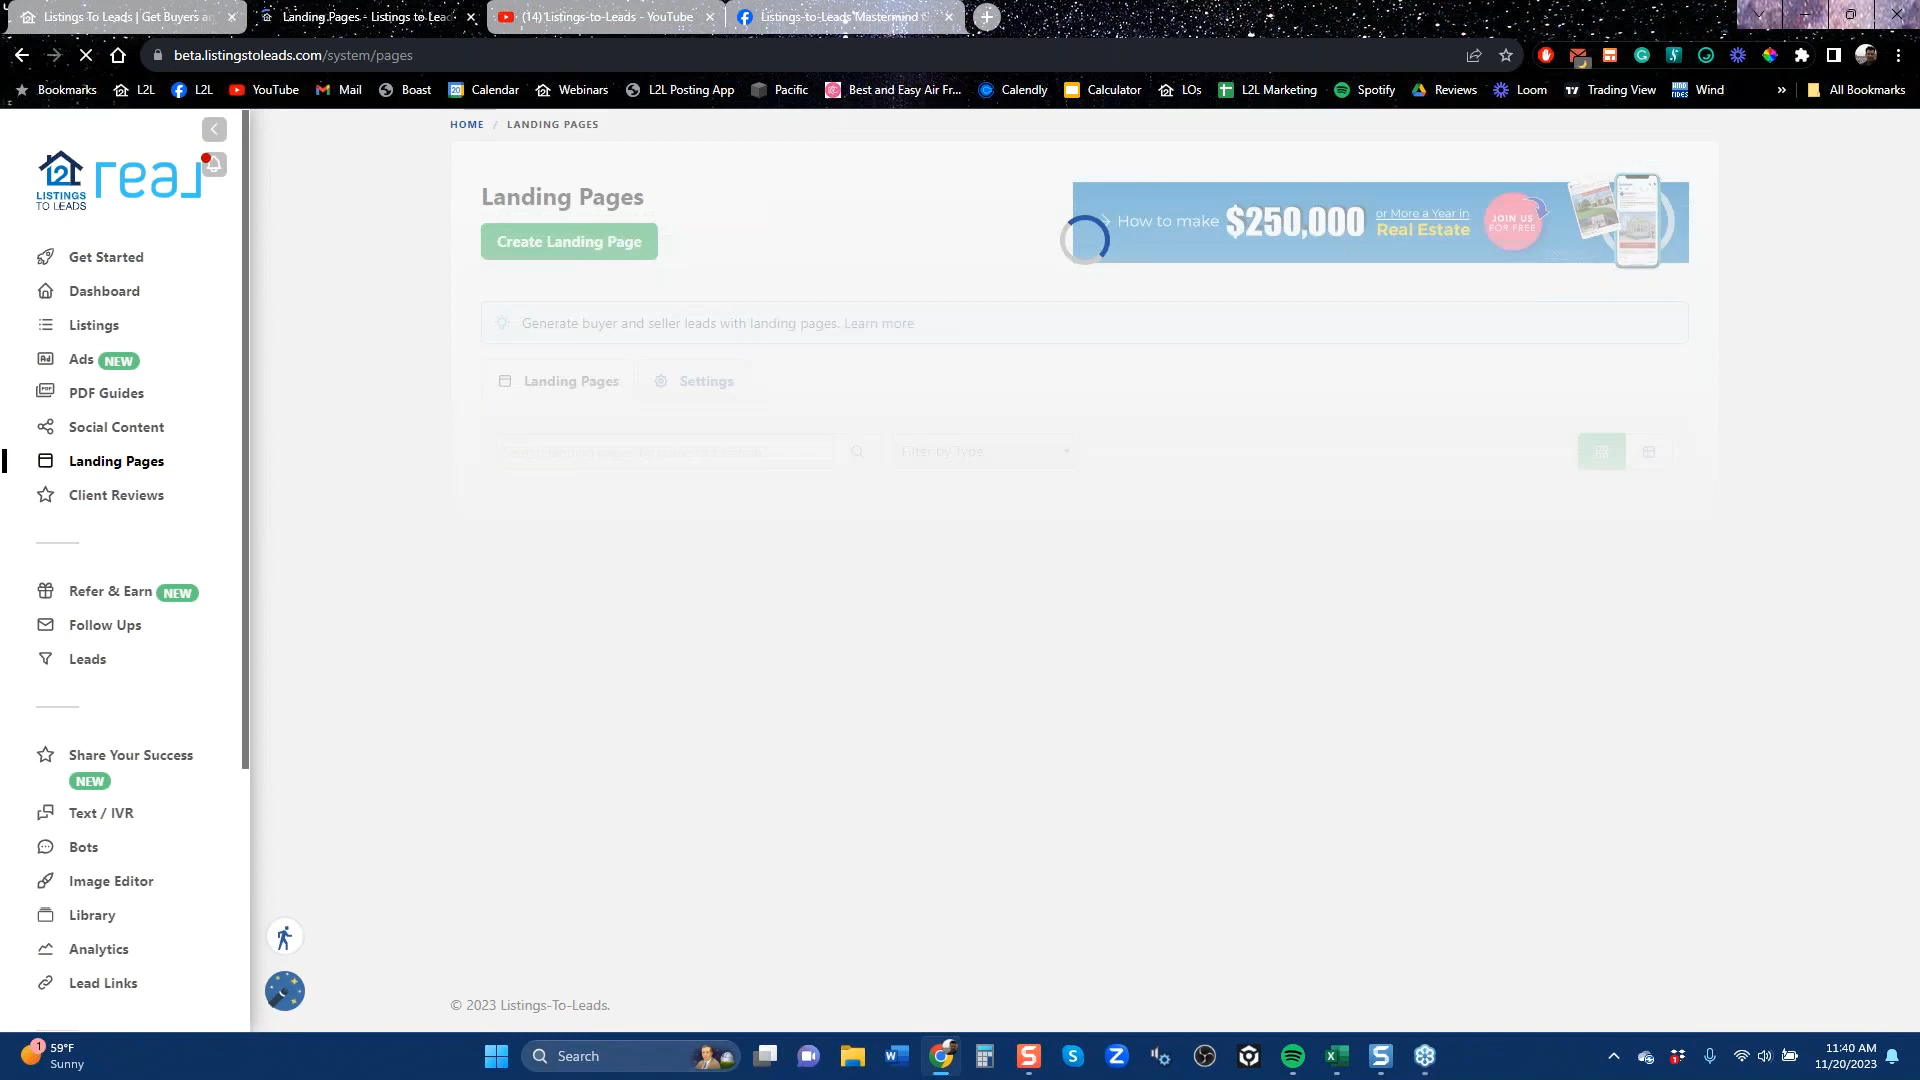 Listings To Leads | Get Buyers an
Landing Pages - Listings to Lead
(14) Listings-to-Leads - YouTube
Listings-to-Leads Mastermind
beta.listingstoleads.com/system/pages
Bookmarks
L2L
L2L
YouTube
Mail
Boast
Calendar
Webinars
L2L Posting App
Pacific
Best and Easy Air Fr...
Calendly
Calculator
LOs
L2L Marketing
Spotify
Reviews
Loom
Trading View
Wind
»
All Bookmarks
L2L
LISTINGS
TO LEADS
real
Get Started
Dashboard
Listings
Ads NEW
PDF Guides
Social Content
Landing Pages
Client Reviews
Refer & Earn NEW
Follow Ups
Leads
Share Your Success
NEW
Text / IVR
Bots
Image Editor
Library
Analytics
Lead Links
HOME / LANDING PAGES
Landing Pages
Create Landing Page
How to make $250,000 or More a Year in
Real Estate
JOIN US
FOR FREE
Generate buyer and seller leads with landing pages. Learn more
Landing Pages
Settings
Filter by Type
© 2023 Listings-To-Leads.
1
59°F
Sunny
Search
11:40 AM
11/20/2023